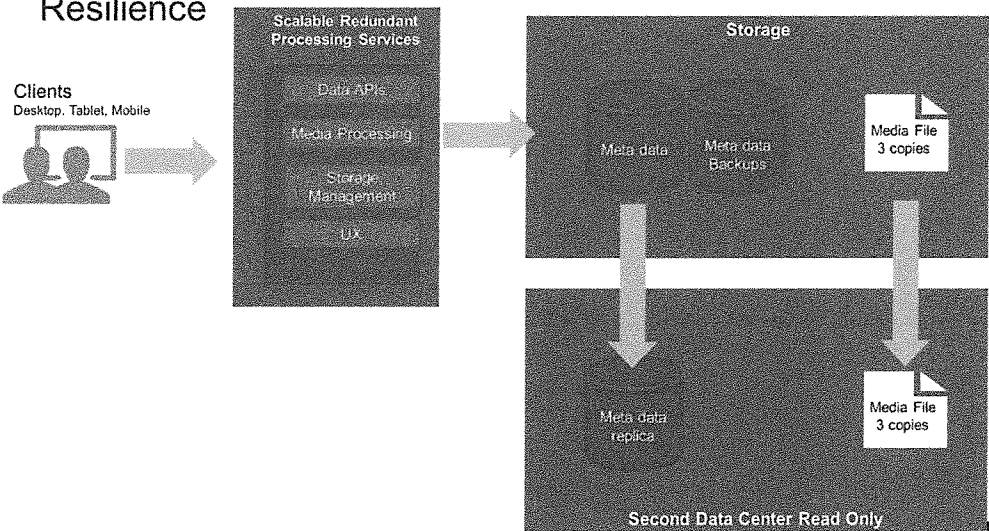 Resilience
Clients
Desktop, Tablet, Mobile
Scalable Redundant
Processing Services
Data APIs
Media Processing
Storage
Management
UX
Storage
Meta data
Meta data
Backups
Media File
3 copies
Meta data
replica
Media File
3 copies
Second Data Center Read Only